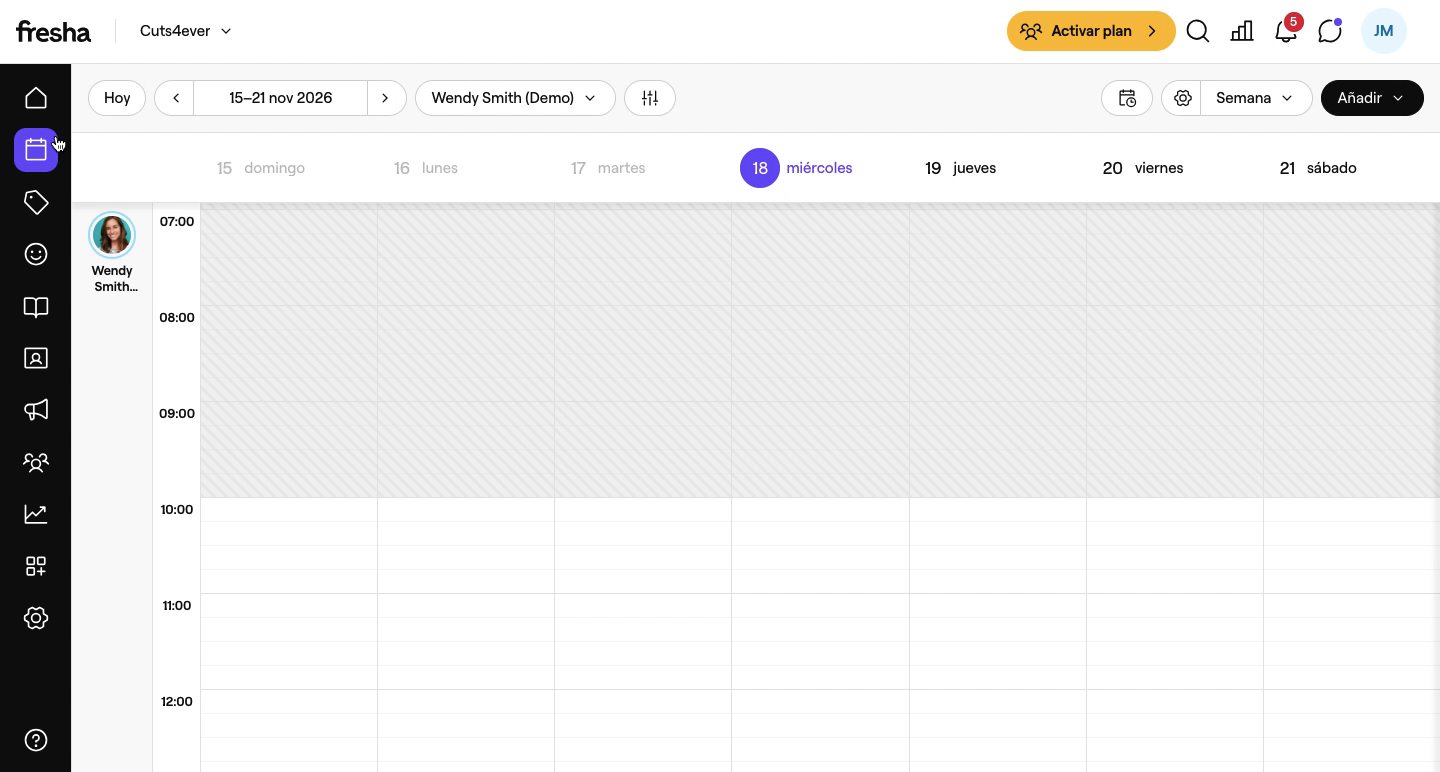 fresha
Cuts4ever
Activar plan
5
JM
Hoy
15–21 nov 2026
Wendy Smith (Demo)
Semana
Añadir
15 domingo
16 lunes
17 martes
18 miércoles
19 jueves
20 viernes
21 sábado
Wendy
Smith...
07:00
08:00
09:00
10:00
11:00
12:00